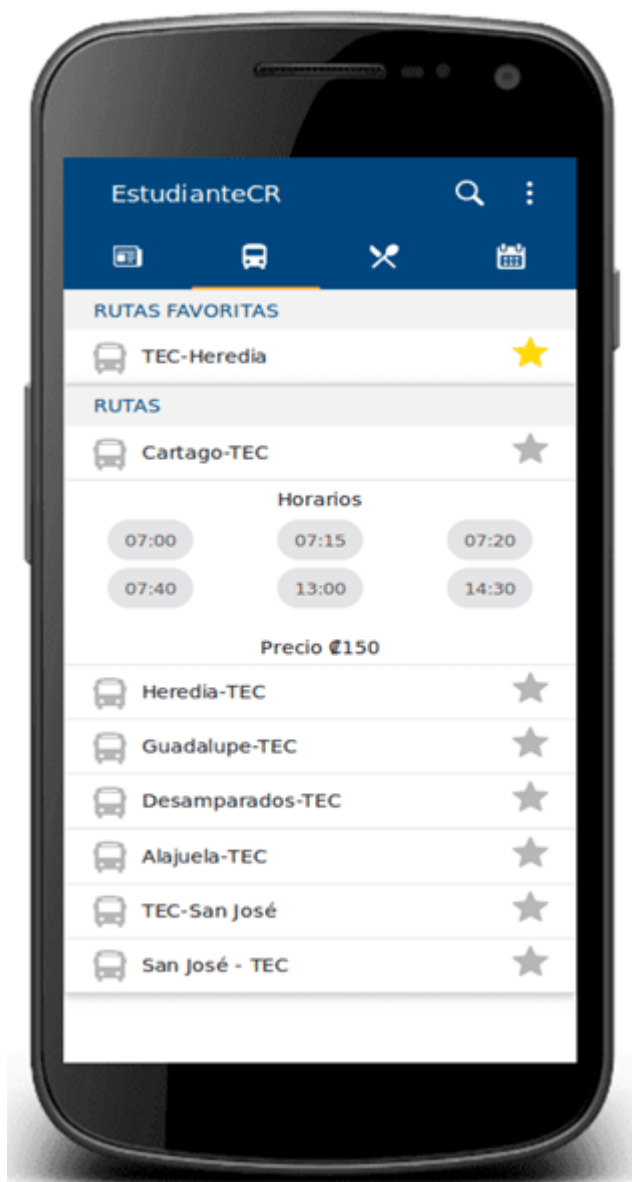 EstudianteCR
RUTAS FAVORITAS
TEC-Heredia
RUTAS
Cartago-TEC
Horarios
07:00 07:15 07:20
07:40 13:00 14:30
Precio ₡150
Heredia-TEC
Guadalupe-TEC
Desamparados-TEC
Alajuela-TEC
TEC-San José
San José - TEC